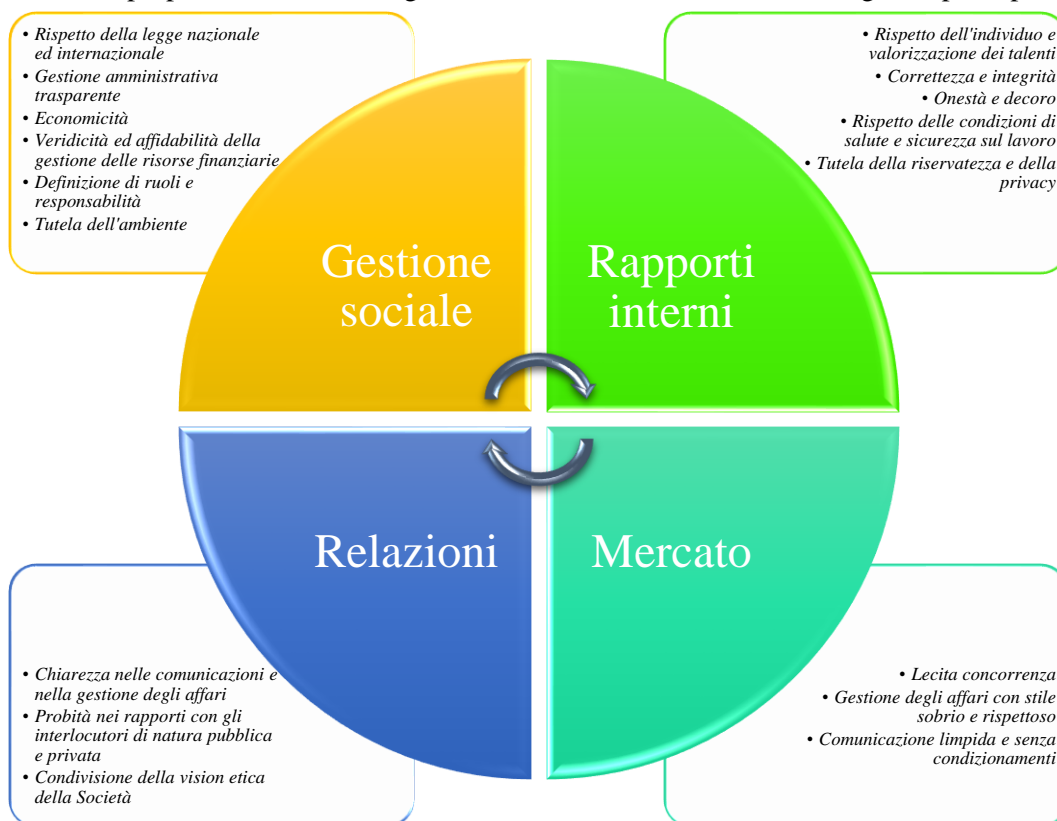 • Rispetto della legge nazionale
ed internazionale
• Gestione amministrativa
trasparente
• Economicità
• Veridicità ed affidabilità della
gestione delle risorse finanziarie
• Definizione di ruoli e
responsabilità
• Tutela dell'ambiente
• Rispetto dell'individuo e
valorizzazione dei talenti
• Correttezza e integrità
• Onestà e decoro
• Rispetto delle condizioni di
salute e sicurezza sul lavoro
• Tutela della riservatezza e della
privacy
Gestione
sociale
Rapporti
interni
Relazioni
Mercato
• Chiarezza nelle comunicazioni e
nella gestione degli affari
• Probità nei rapporti con gli
interlocutori di natura pubblica
e privata
• Condivisione della vision etica
della Società
• Lecita concorrenza
• Gestione degli affari con stile
sobrio e rispettoso
• Comunicazione limpida e senza
condizionamenti